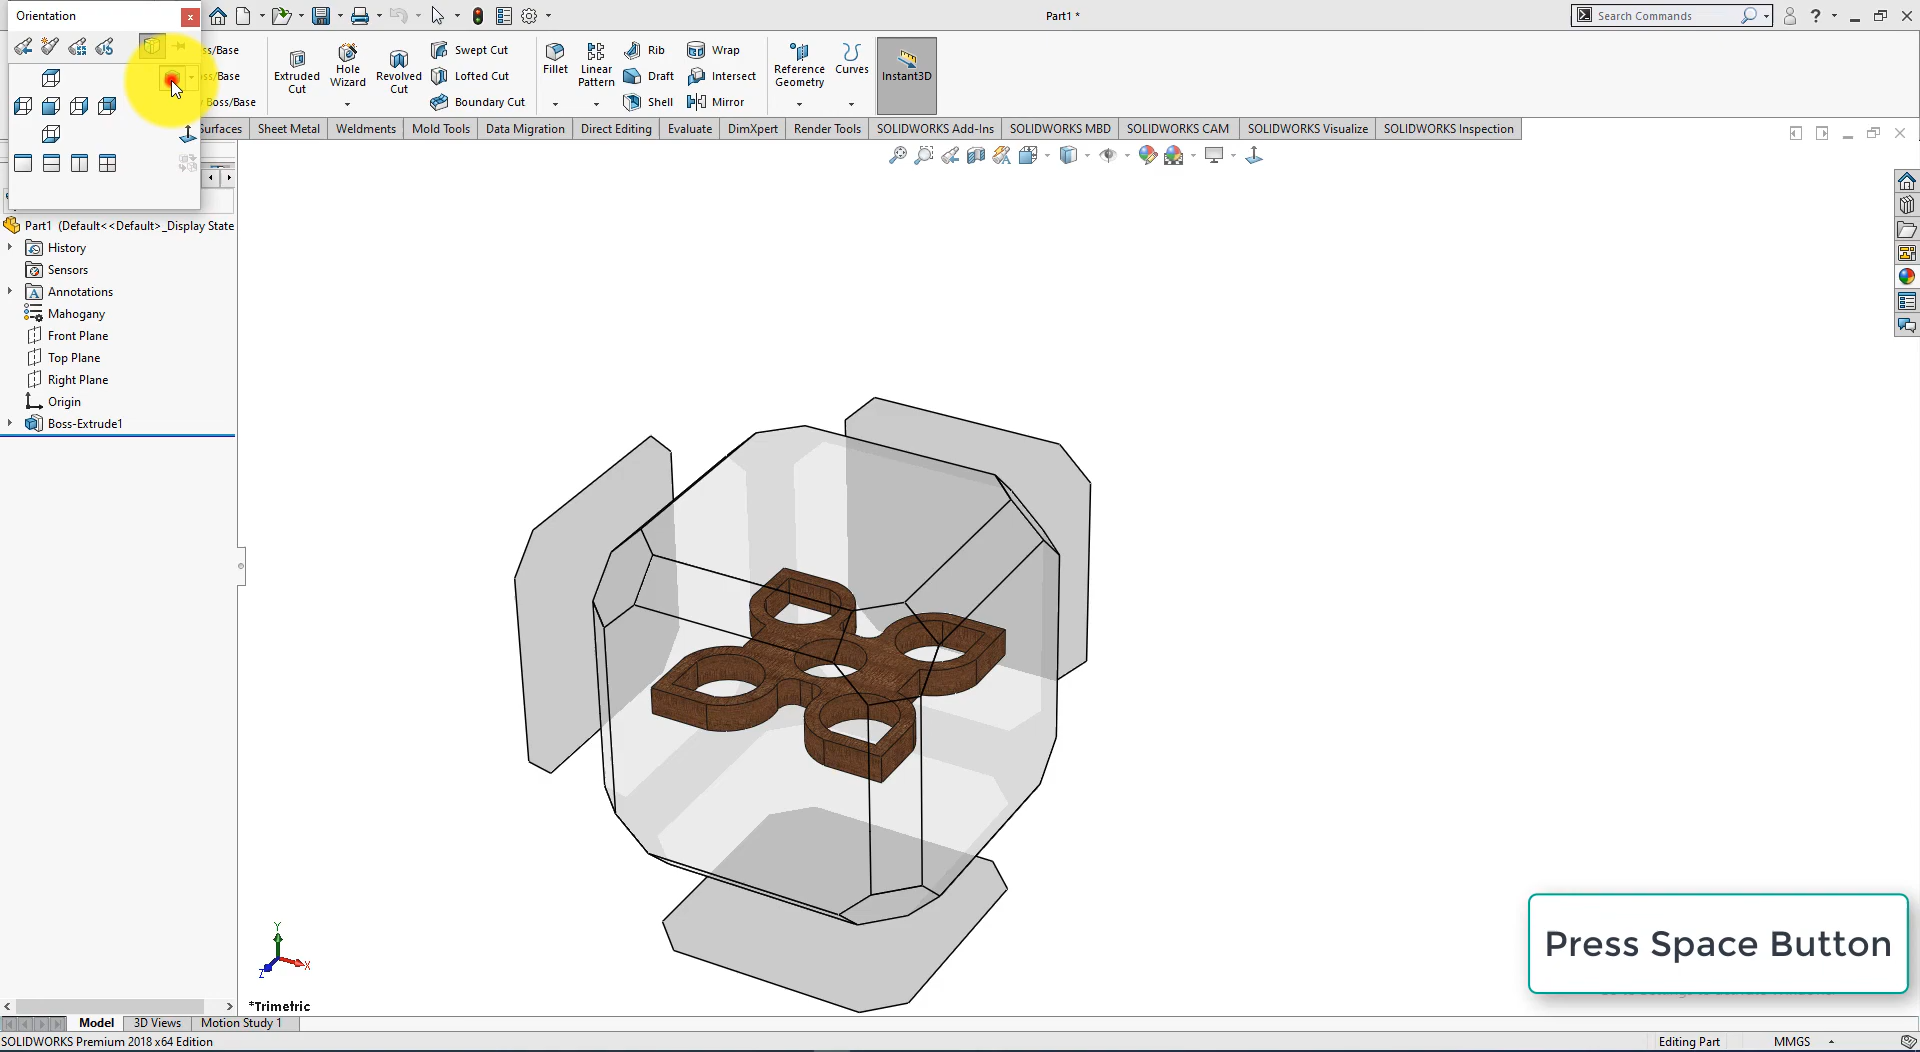 Orientation
Part1 *
Search Commands
ss/Base
ss/Base
Boss/Base
Extruded Cut
Hole Wizard
Revolved Cut
Swept Cut
Lofted Cut
Boundary Cut
Fillet
Linear Pattern
Rib
Draft
Shell
Wrap
Intersect
Mirror
Reference Geometry
Curves
Instant3D
Surfaces
Sheet Metal
Weldments
Mold Tools
Data Migration
Direct Editing
Evaluate
DimXpert
Render Tools
SOLIDWORKS Add-Ins
SOLIDWORKS MBD
SOLIDWORKS CAM
SOLIDWORKS Visualize
SOLIDWORKS Inspection
Part1 (Default<<Default>_Display State
History
Sensors
Annotations
Mahogany
Front Plane
Top Plane
Right Plane
Origin
Boss-Extrude1
Press Space Button
Y
X
Z
*Trimetric
Model
3D Views
Motion Study 1
SOLIDWORKS Premium 2018 x64 Edition
Editing Part
MMGS